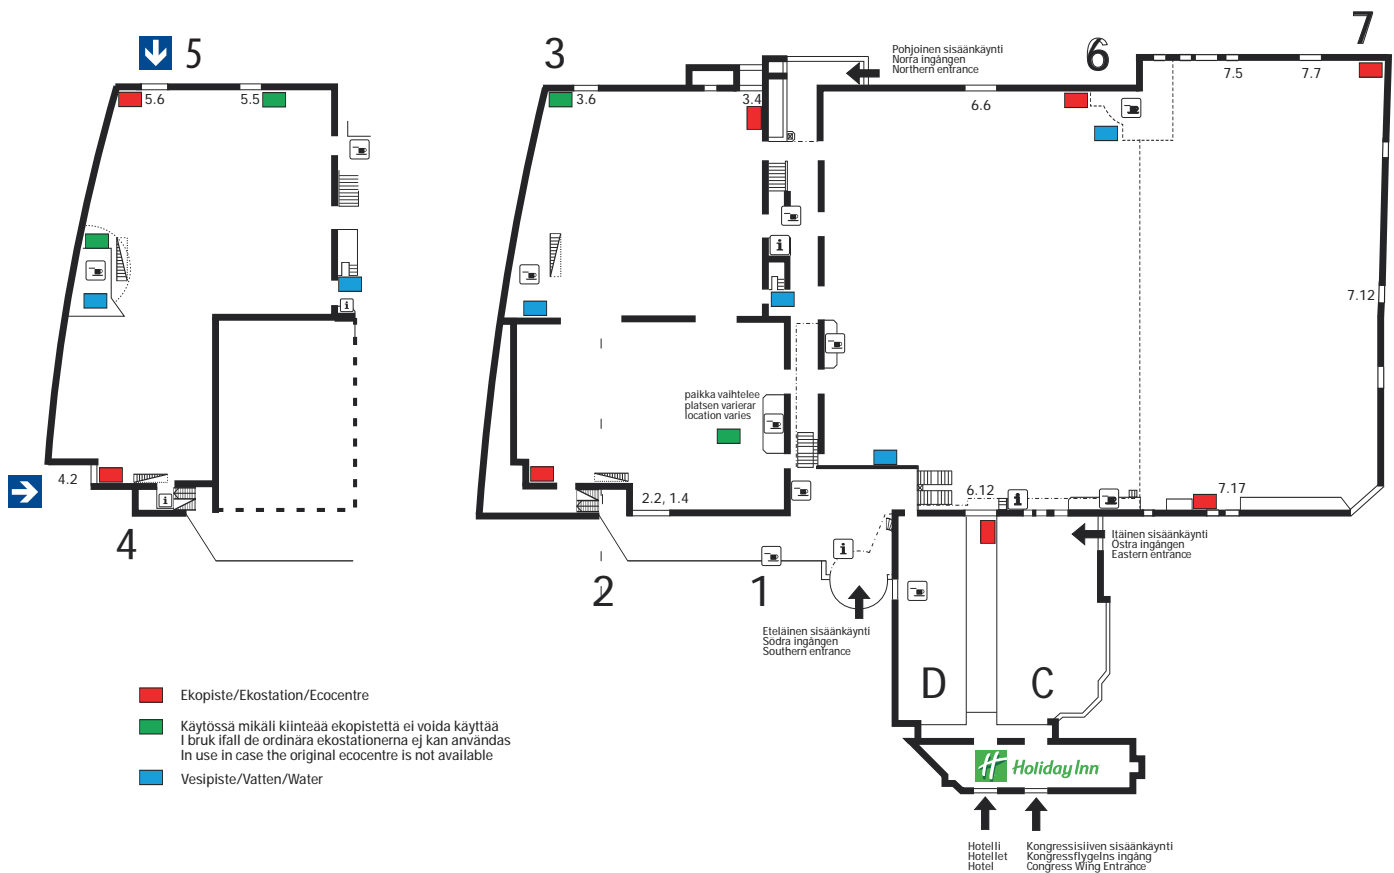 5
3
6
7
Pohjoinen sisäänkäynti
Norra ingången
Northern entrance
5.6
5.5
3.6
3.4
6.6
7.5
7.7
i
i
7.12
paikka vaihtelee
platsen varierar
location varies
4.2
i
2.2, 1.4
6.12
i
7.17
4
2
1
i
Itäinen sisäänkäynti
Östra ingången
Eastern entrance
Eteläinen sisäänkäynti
Södra ingången
Southern entrance
D
C
Ekopiste/Ekostation/Ecocentre
Käytössä mikäli kiinteää ekopistettä ei voida käyttää
I bruk ifall de ordinära ekostationerna ej kan användas
In use in case the original ecocentre is not available
Vesipiste/Vatten/Water
H Holiday Inn
Hotelli
Hotellet
Hotel
Kongressisiiven sisäänkäynti
Kongressflygelns ingång
Congress Wing Entrance